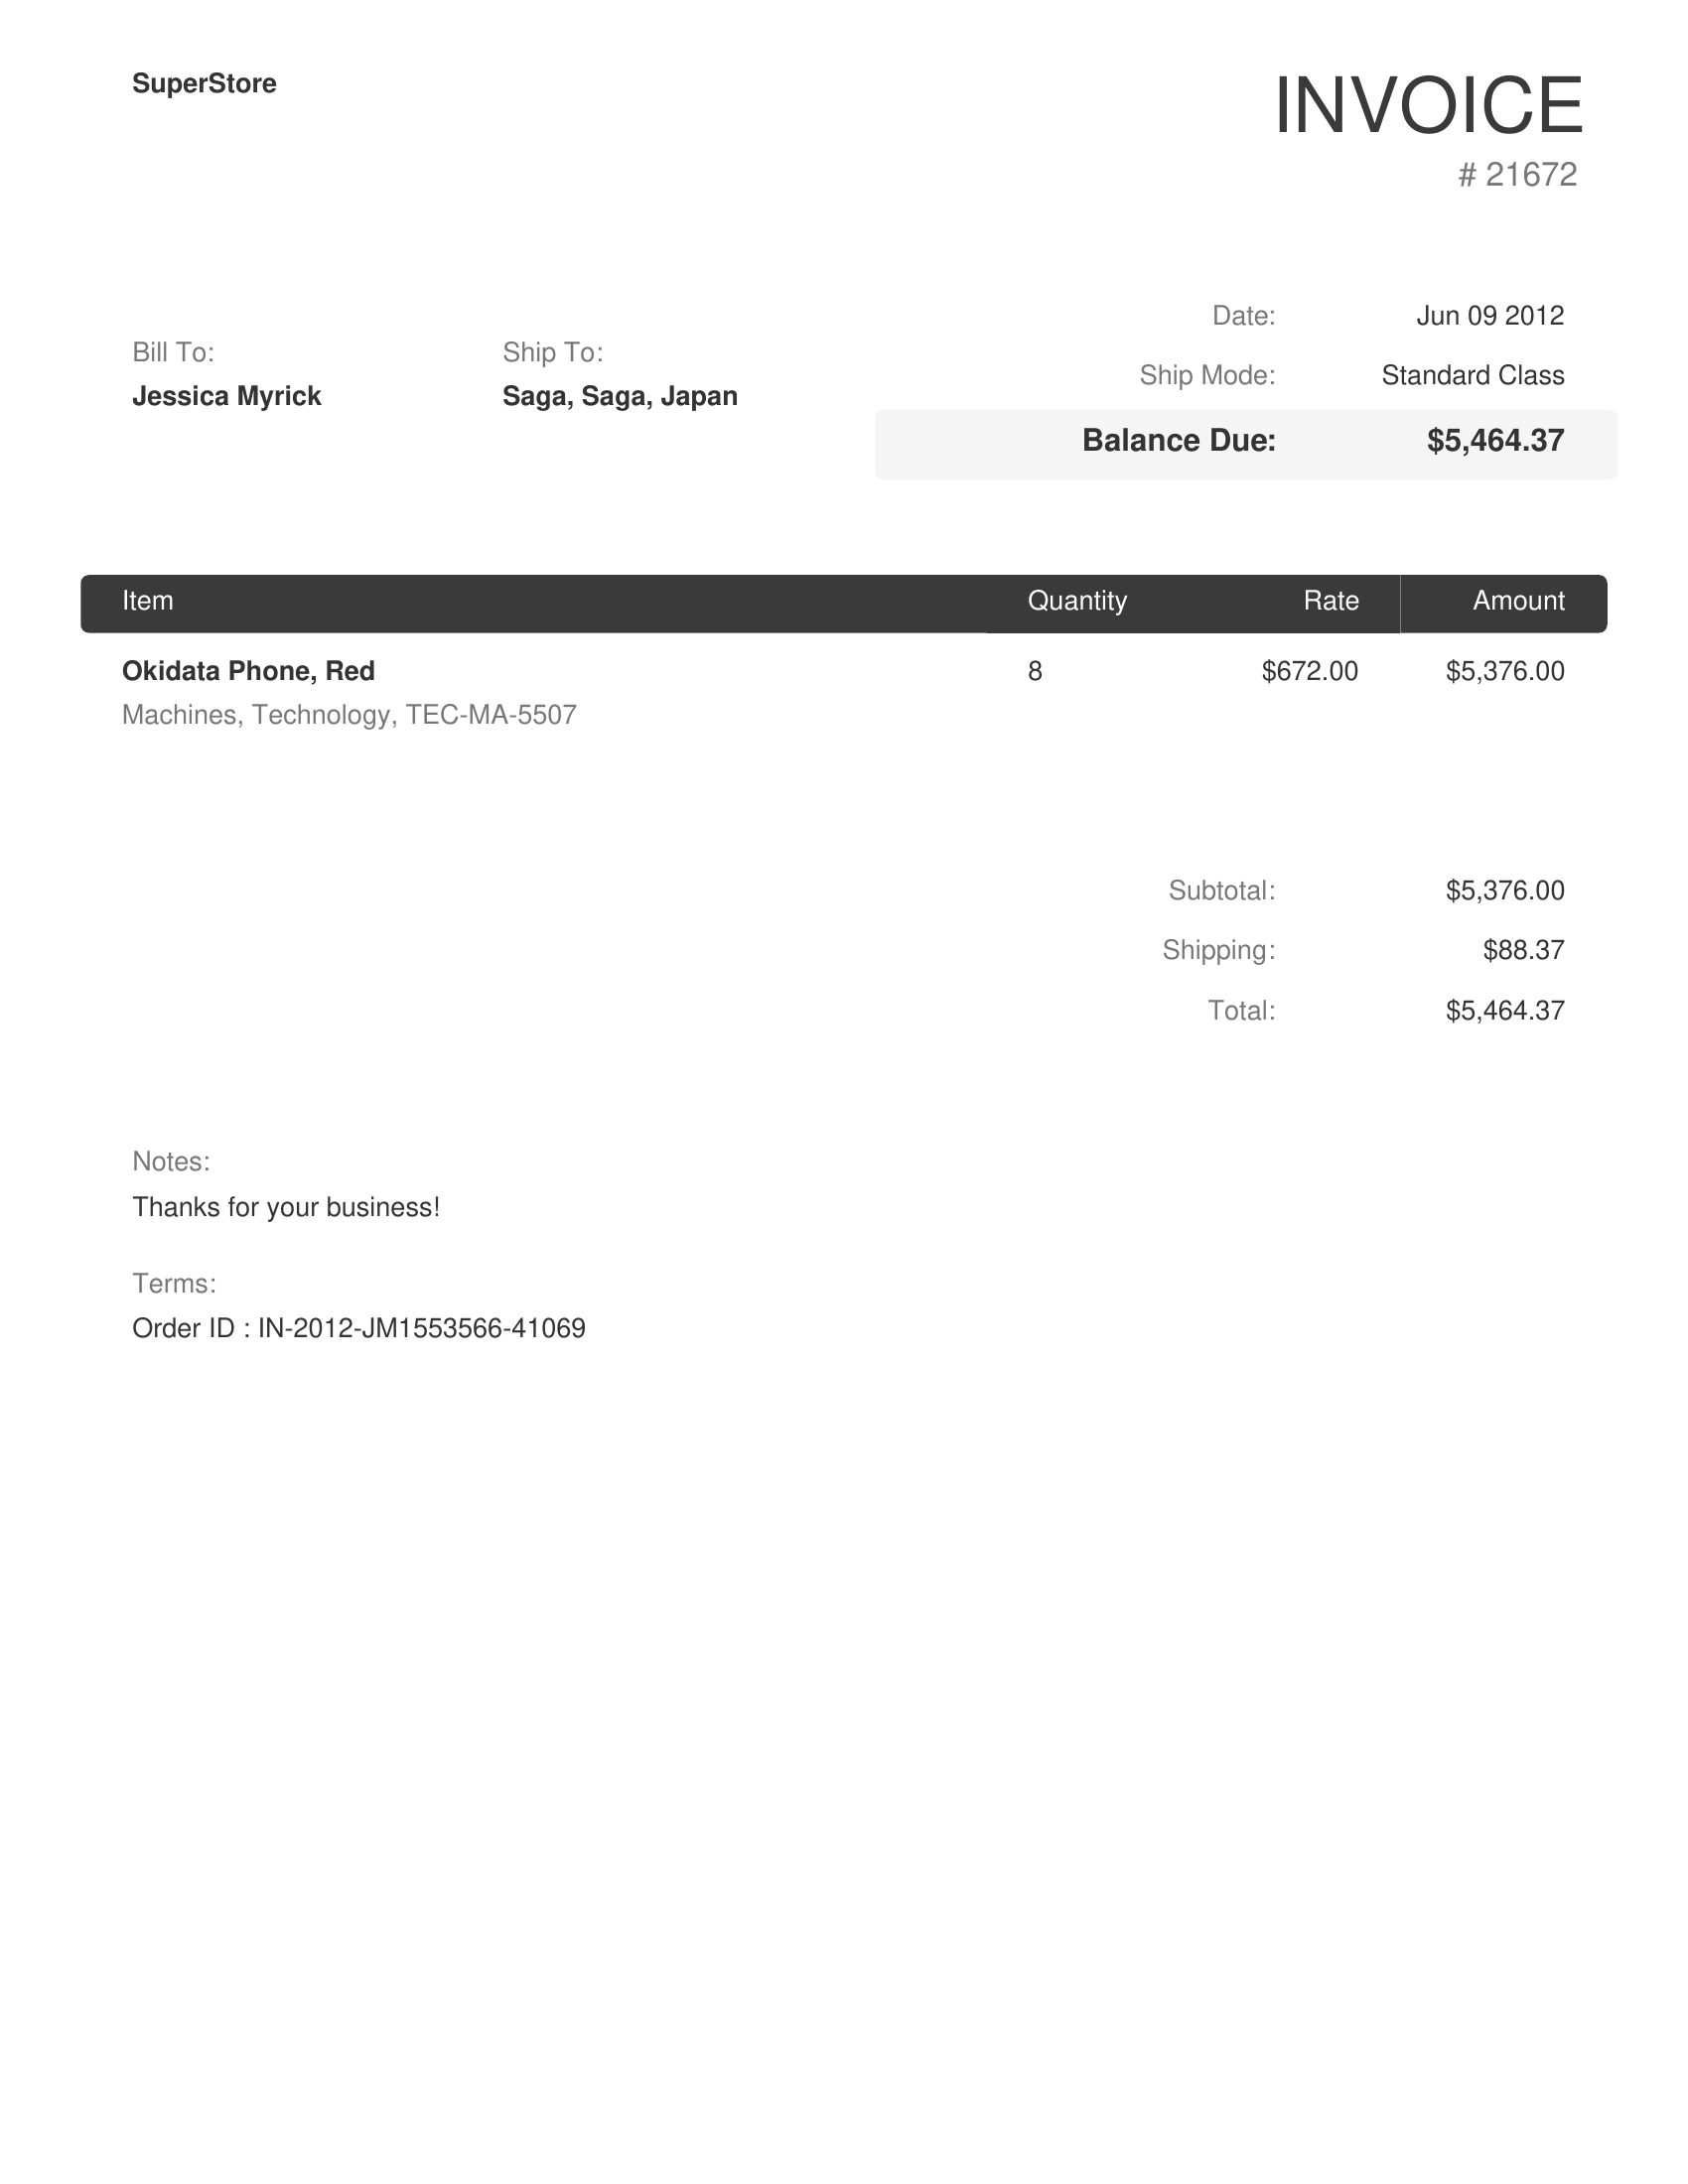 SuperStore
INVOICE
# 21672
Date: Jun 09 2012
Bill To: Ship To:
Ship Mode: Standard Class
Jessica Myrick Saga, Saga, Japan
Balance Due: $5,464.37
Item Quantity Rate Amount
Okidata Phone, Red 8 $672.00 $5,376.00
Machines, Technology, TEC-MA-5507
Subtotal: $5,376.00
Shipping: $88.37
Total: $5,464.37
Notes:
Thanks for your business!
Terms:
Order ID : IN-2012-JM1553566-41069